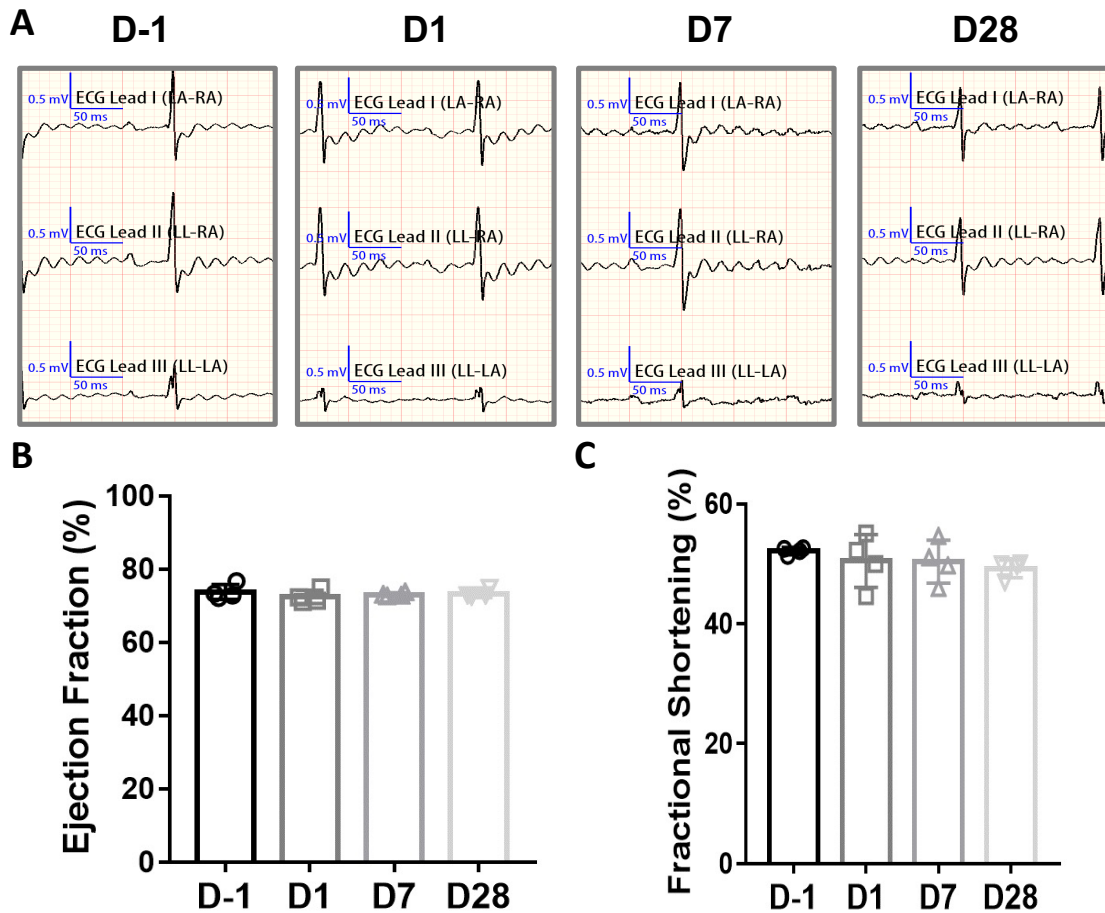 A
D-1
D1
D7
D28
0.5 mV
ECG Lead I (LA-RA)
50 ms
0.5 mV
ECG Lead II (LL-RA)
50 ms
0.5 mV
ECG Lead III (LL-LA)
50 ms
0.5 mV
ECG Lead I (LA-RA)
50 ms
0.5 mV
ECG Lead II (LL-RA)
50 ms
0.5 mV
ECG Lead III (LL-LA)
50 ms
0.5 mV
ECG Lead I (LA-RA)
50 ms
0.5 mV
ECG Lead II (LL-RA)
50 ms
0.5 mV
ECG Lead III (LL-LA)
50 ms
0.5 mV
ECG Lead I (LA-RA)
50 ms
0.5 mV
ECG Lead II (LL-RA)
50 ms
0.5 mV
ECG Lead III (LL-LA)
50 ms
B
Ejection Fraction (%)
100
80
60
40
20
0
D-1
D1
D7
D28
C
Fractional Shortening (%)
60
40
20
0
D-1
D1
D7
D28